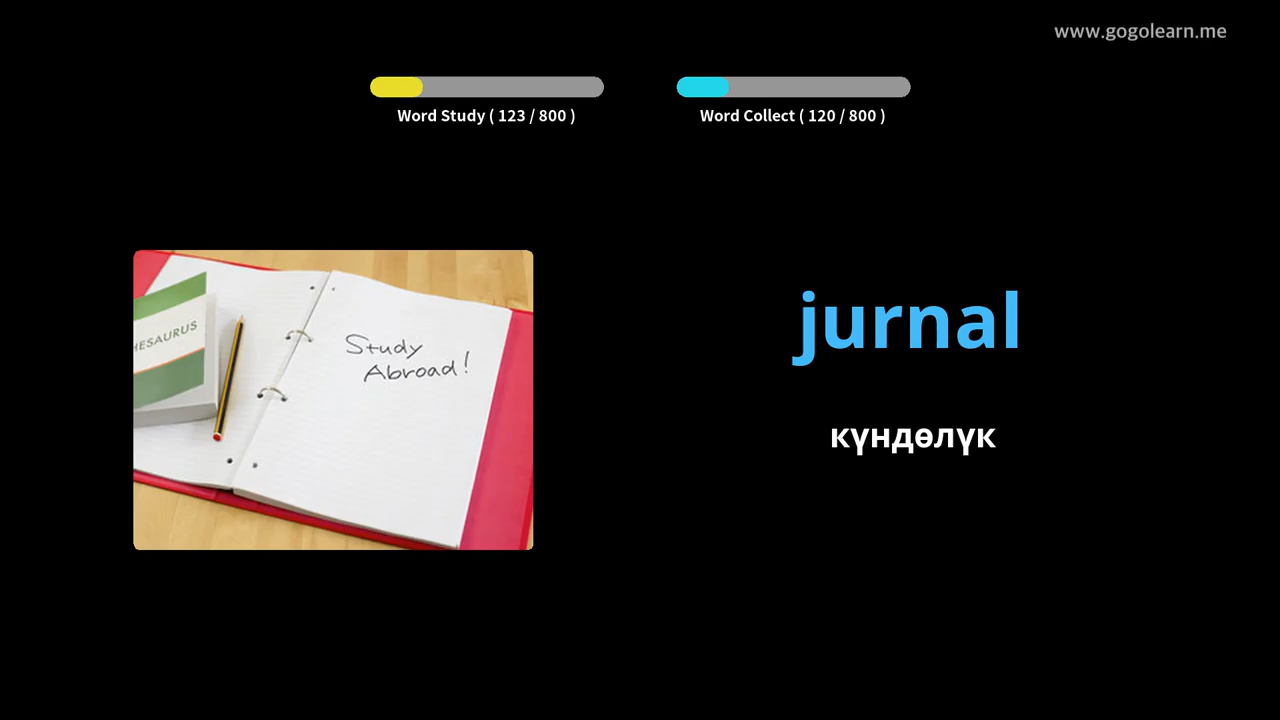 www.gogolearn.me
Word Study ( 123 / 800 )
Word Collect ( 120 / 800 )
HESAURUS
Study
Abroad!
jurnal
күндөлүк